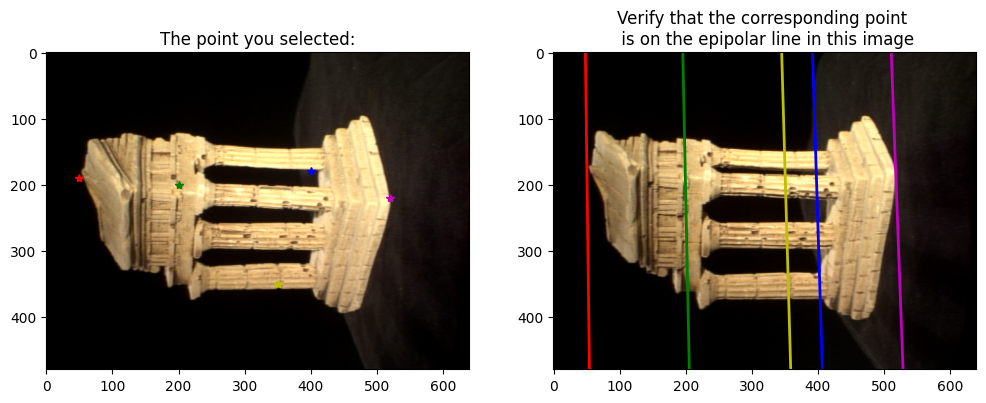 The point you selected:
0
100
200
300
400
0 100 200 300 400 500 600
Verify that the corresponding point
is on the epipolar line in this image
0
100
200
300
400
0 100 200 300 400 500 600